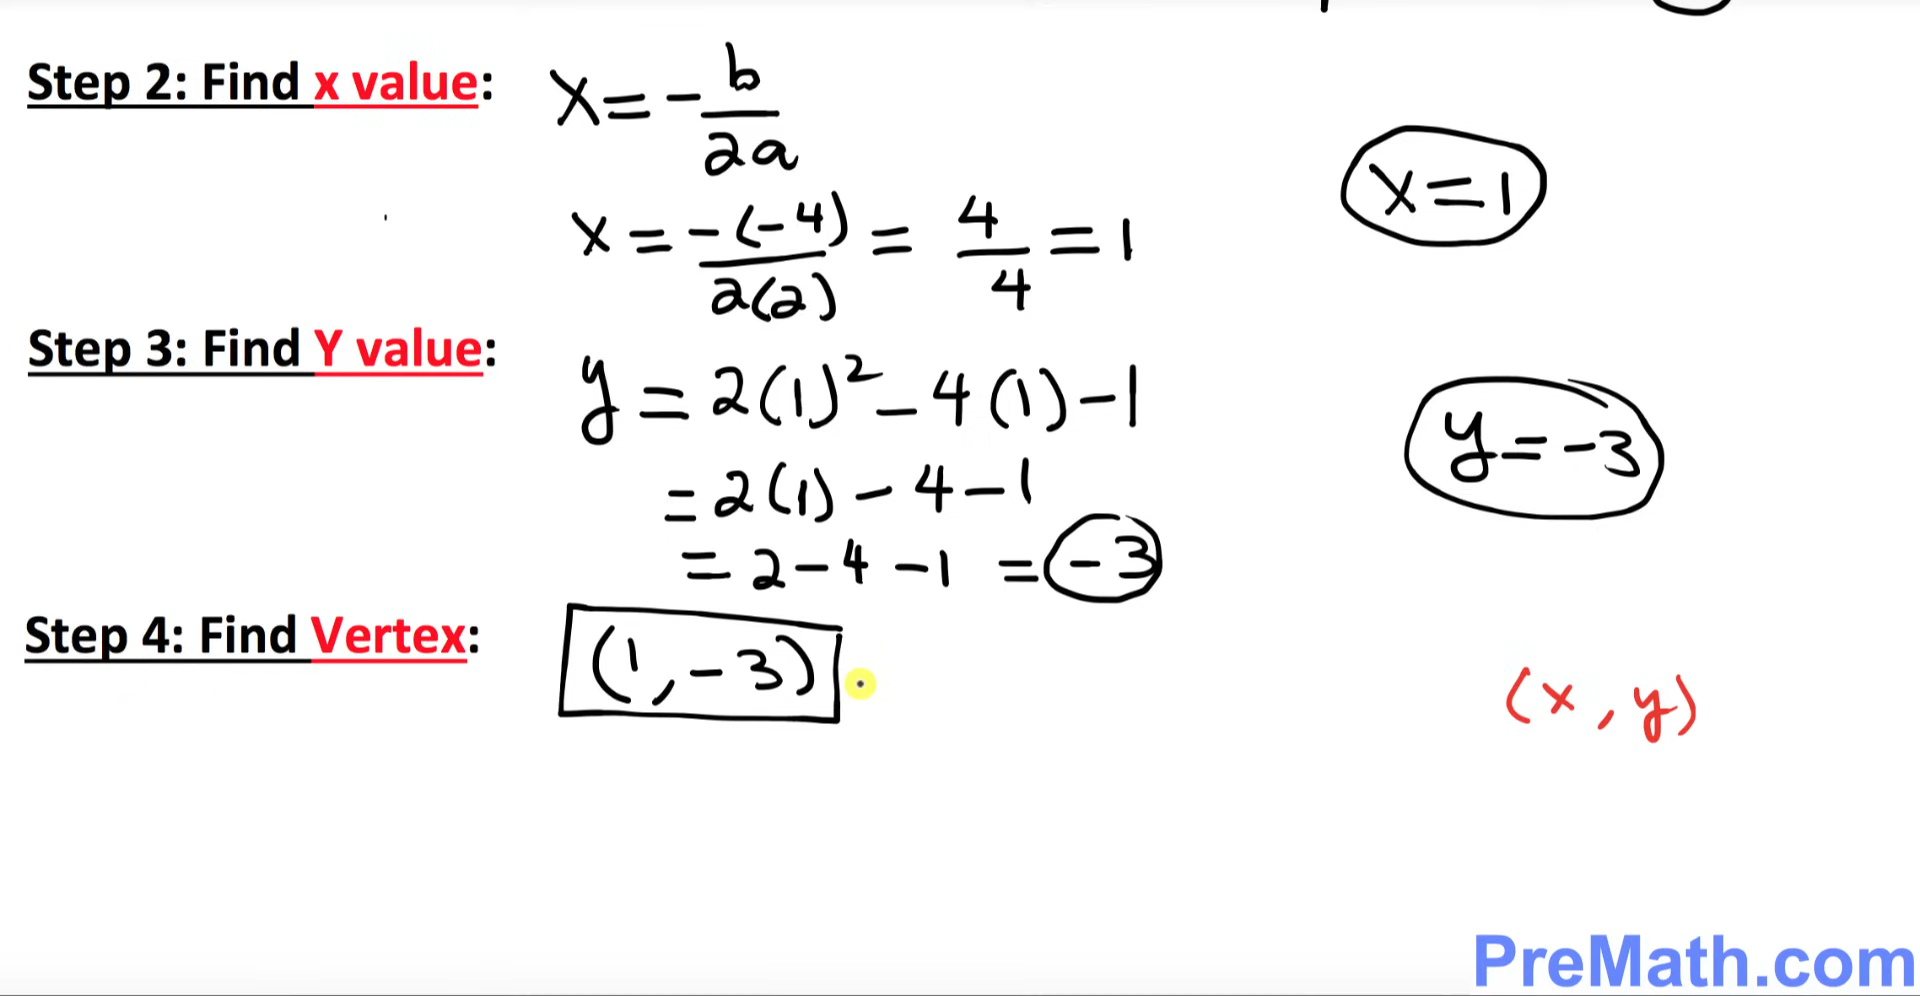 Step 2: Find x value: x = - b/2a
x = -(-4)/2(2) = 4/4 = 1
x = 1
Step 3: Find Y value:
y = 2(1)² - 4(1) - 1
y = -3
= 2(1) - 4 - 1
= 2 - 4 - 1 = -3
Step 4: Find Vertex: (1, -3)
(x, y)
PreMath.com